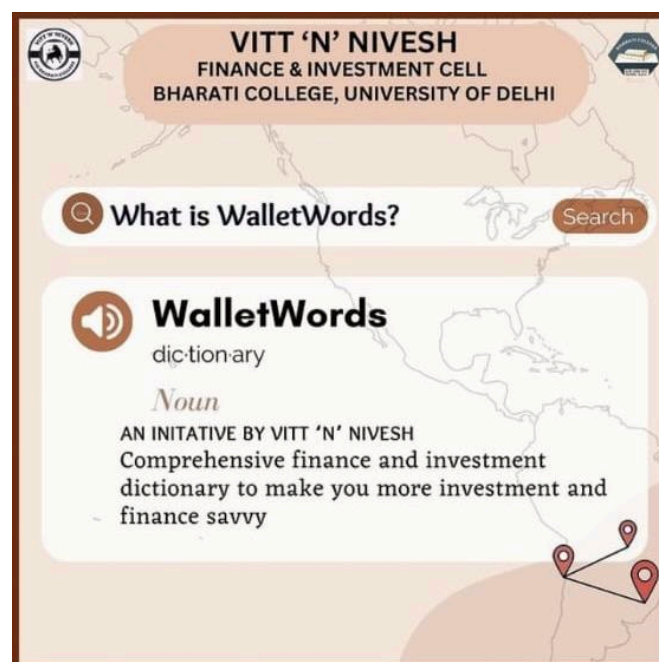 VITT 'N' NIVESH
FINANCE & INVESTMENT CELL
BHARATI COLLEGE, UNIVERSITY OF DELHI
What is WalletWords?
Search
WalletWords
dic·tion·ary
Noun
AN INITATIVE BY VITT 'N' NIVESH
Comprehensive finance and investment
dictionary to make you more investment and
finance savvy